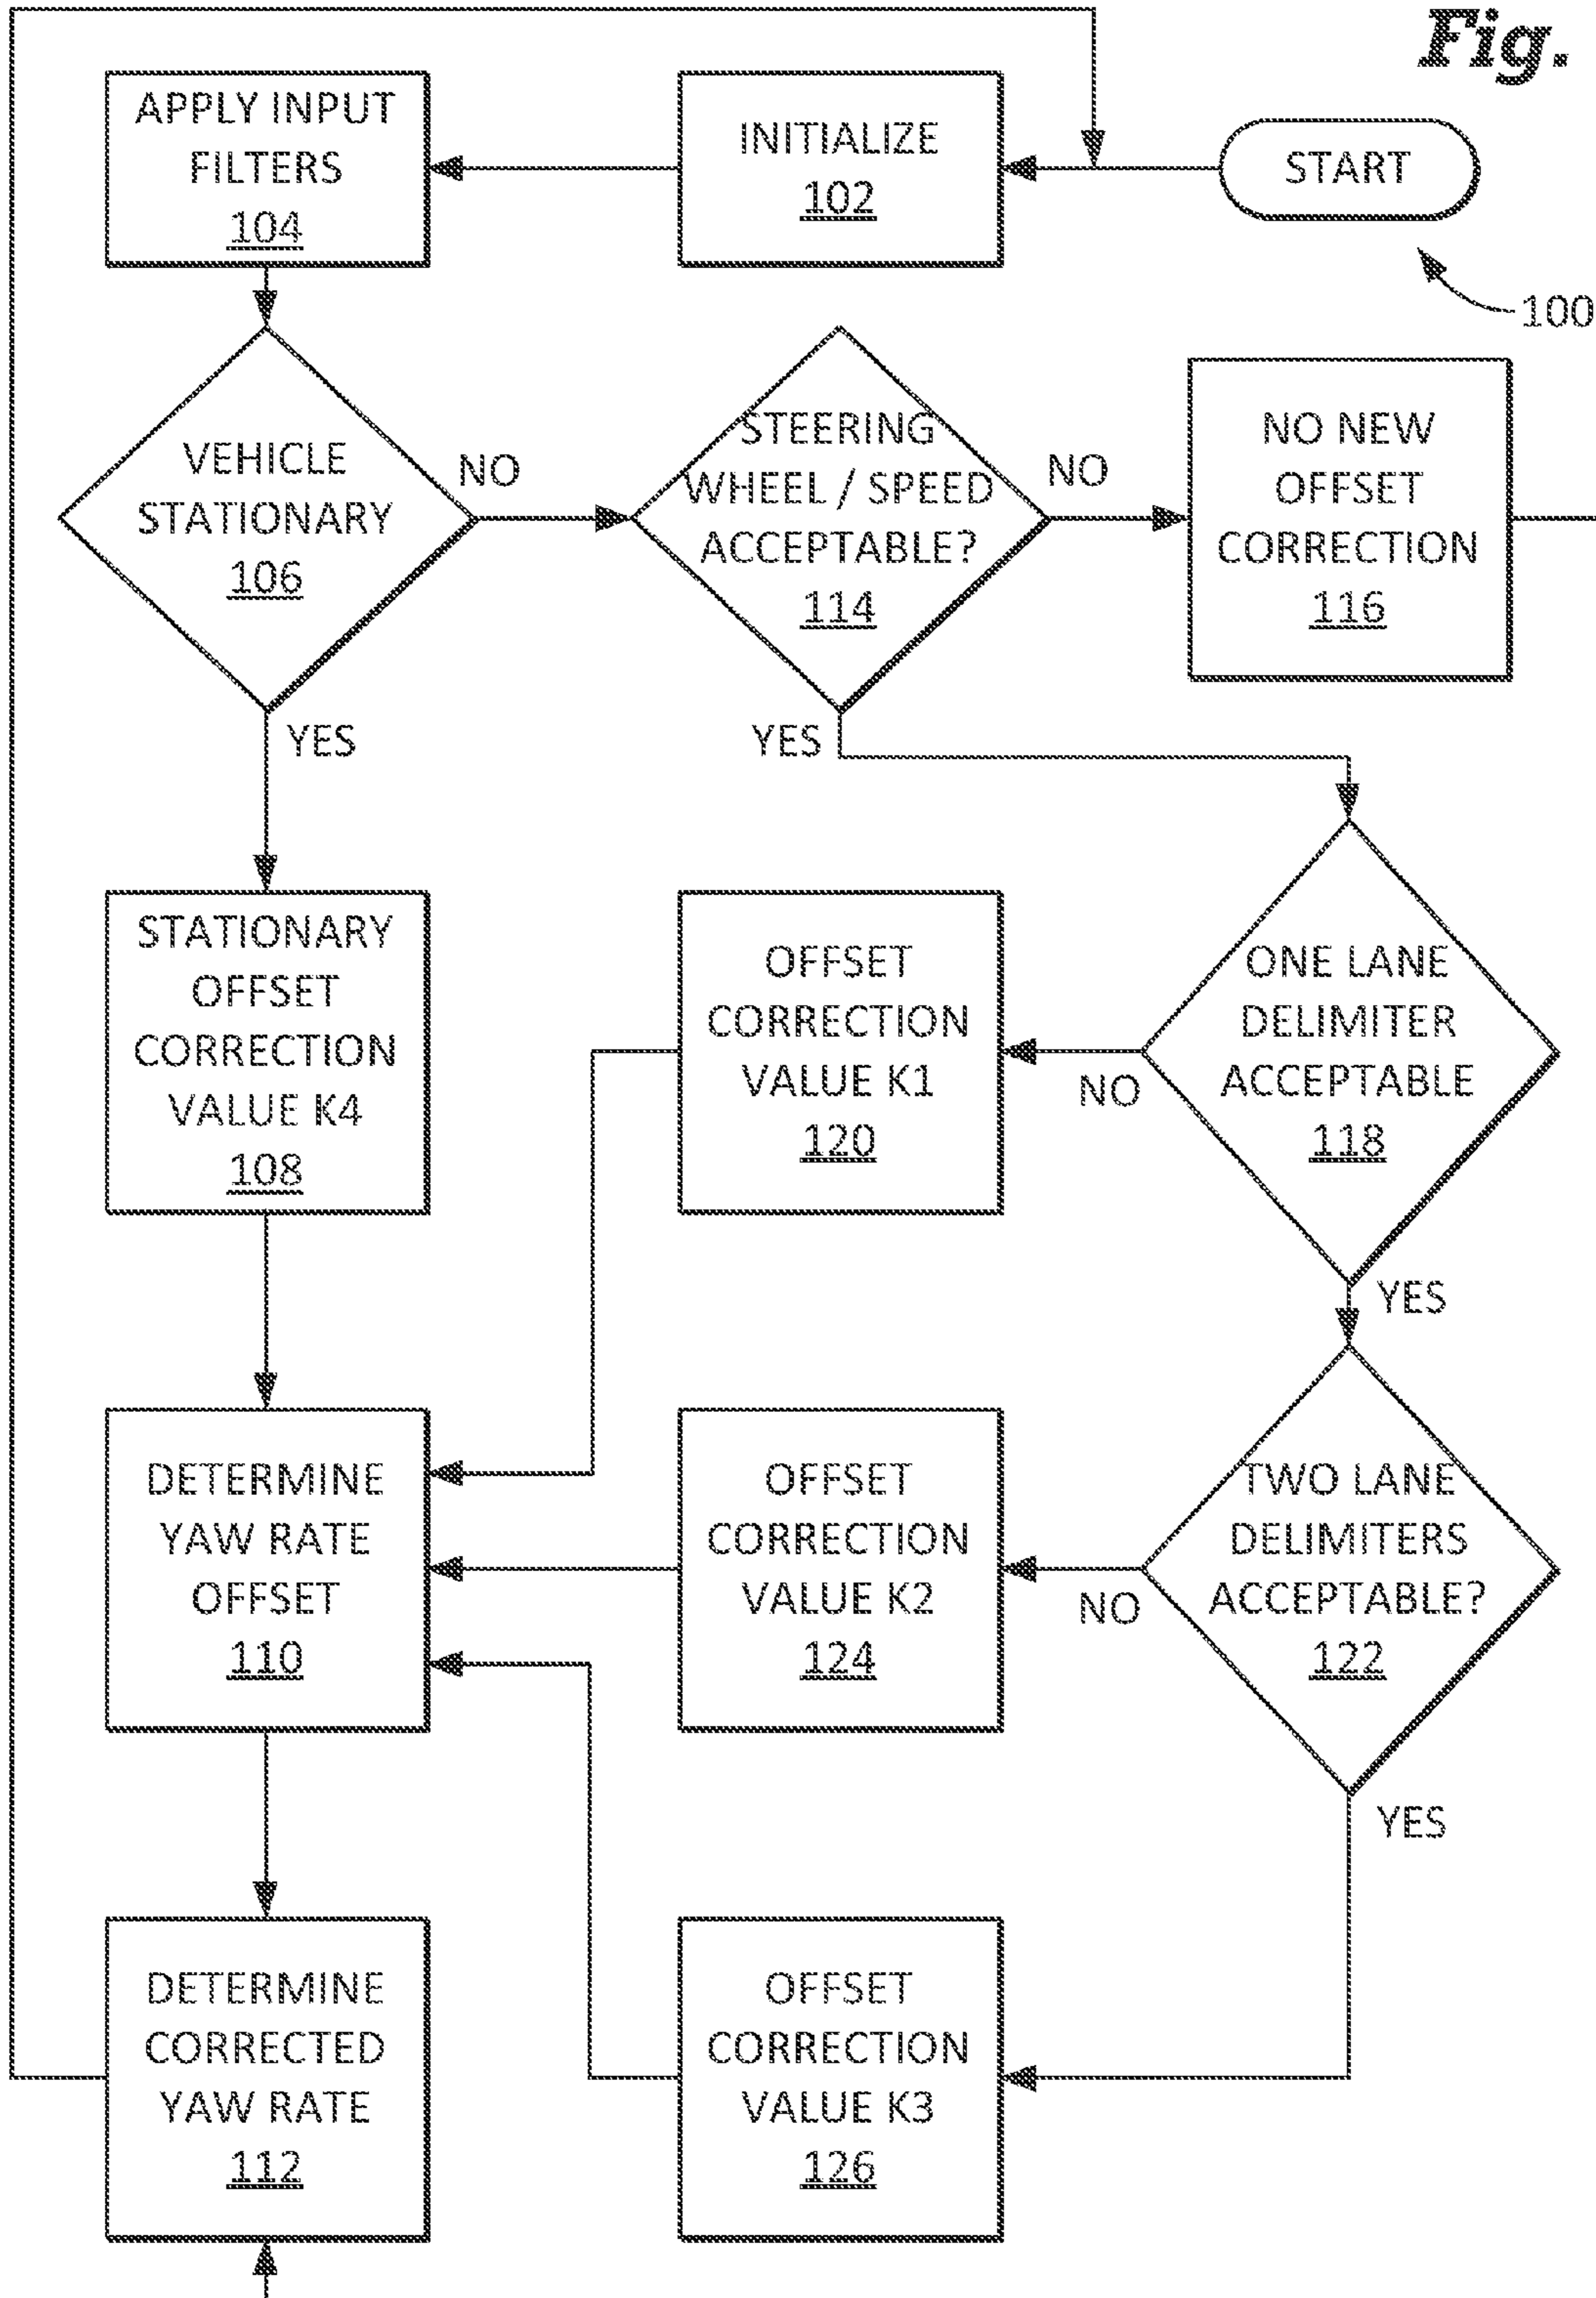 Fig.
APPLY INPUT
FILTERS
104
INITIALIZE
102
START
100
VEHICLE
STATIONARY
106
NO
STEERING
WHEEL / SPEED
ACCEPTABLE?
114
NO
NO NEW
OFFSET
CORRECTION
116
YES
YES
STATIONARY
OFFSET
CORRECTION
VALUE K4
108
OFFSET
CORRECTION
VALUE K1
120
NO
ONE LANE
DELIMITER
ACCEPTABLE
118
YES
DETERMINE
YAW RATE
OFFSET
110
OFFSET
CORRECTION
VALUE K2
124
NO
TWO LANE
DELIMITERS
ACCEPTABLE?
122
YES
DETERMINE
CORRECTED
YAW RATE
112
OFFSET
CORRECTION
VALUE K3
126